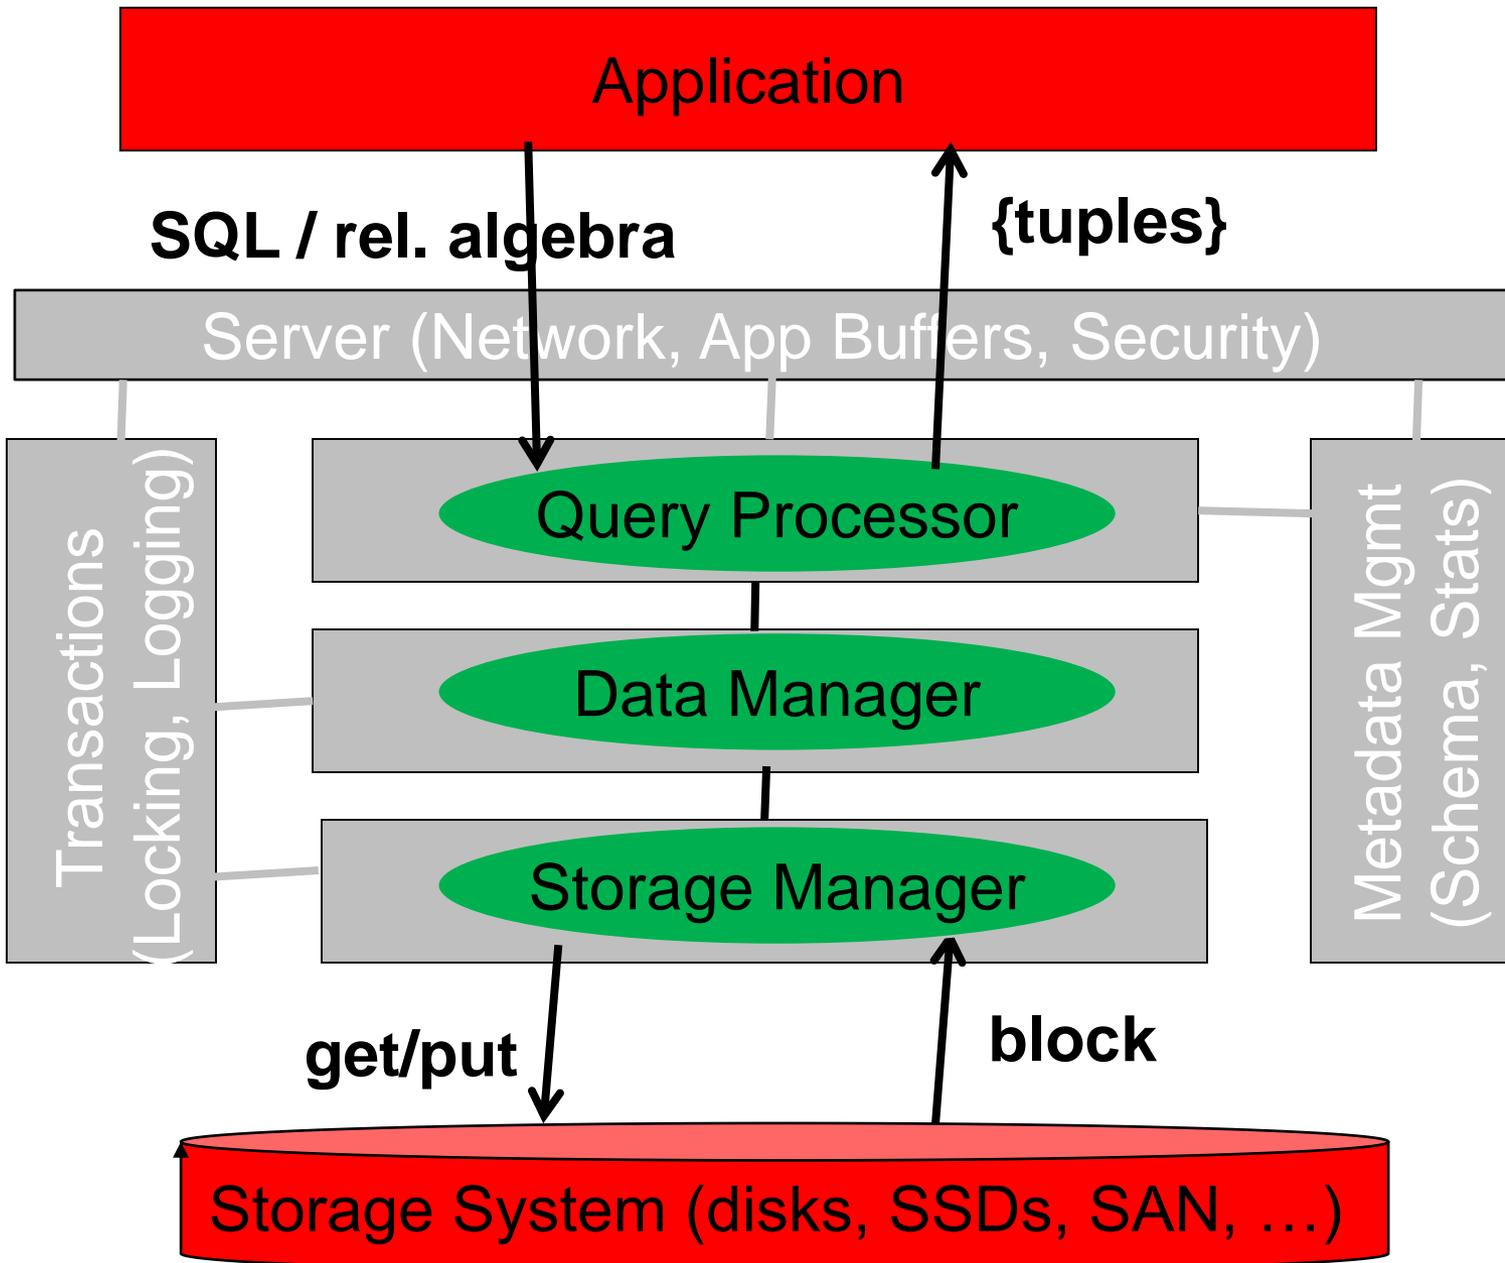 Application
SQL / rel. algebra
{tuples}
Server (Network, App Buffers, Security)
Transactions
(Locking, Logging)
Query Processor
Data Manager
Storage Manager
Metadata Mgmt
(Schema, Stats)
get/put
block
Storage System (disks, SSDs, SAN, …)